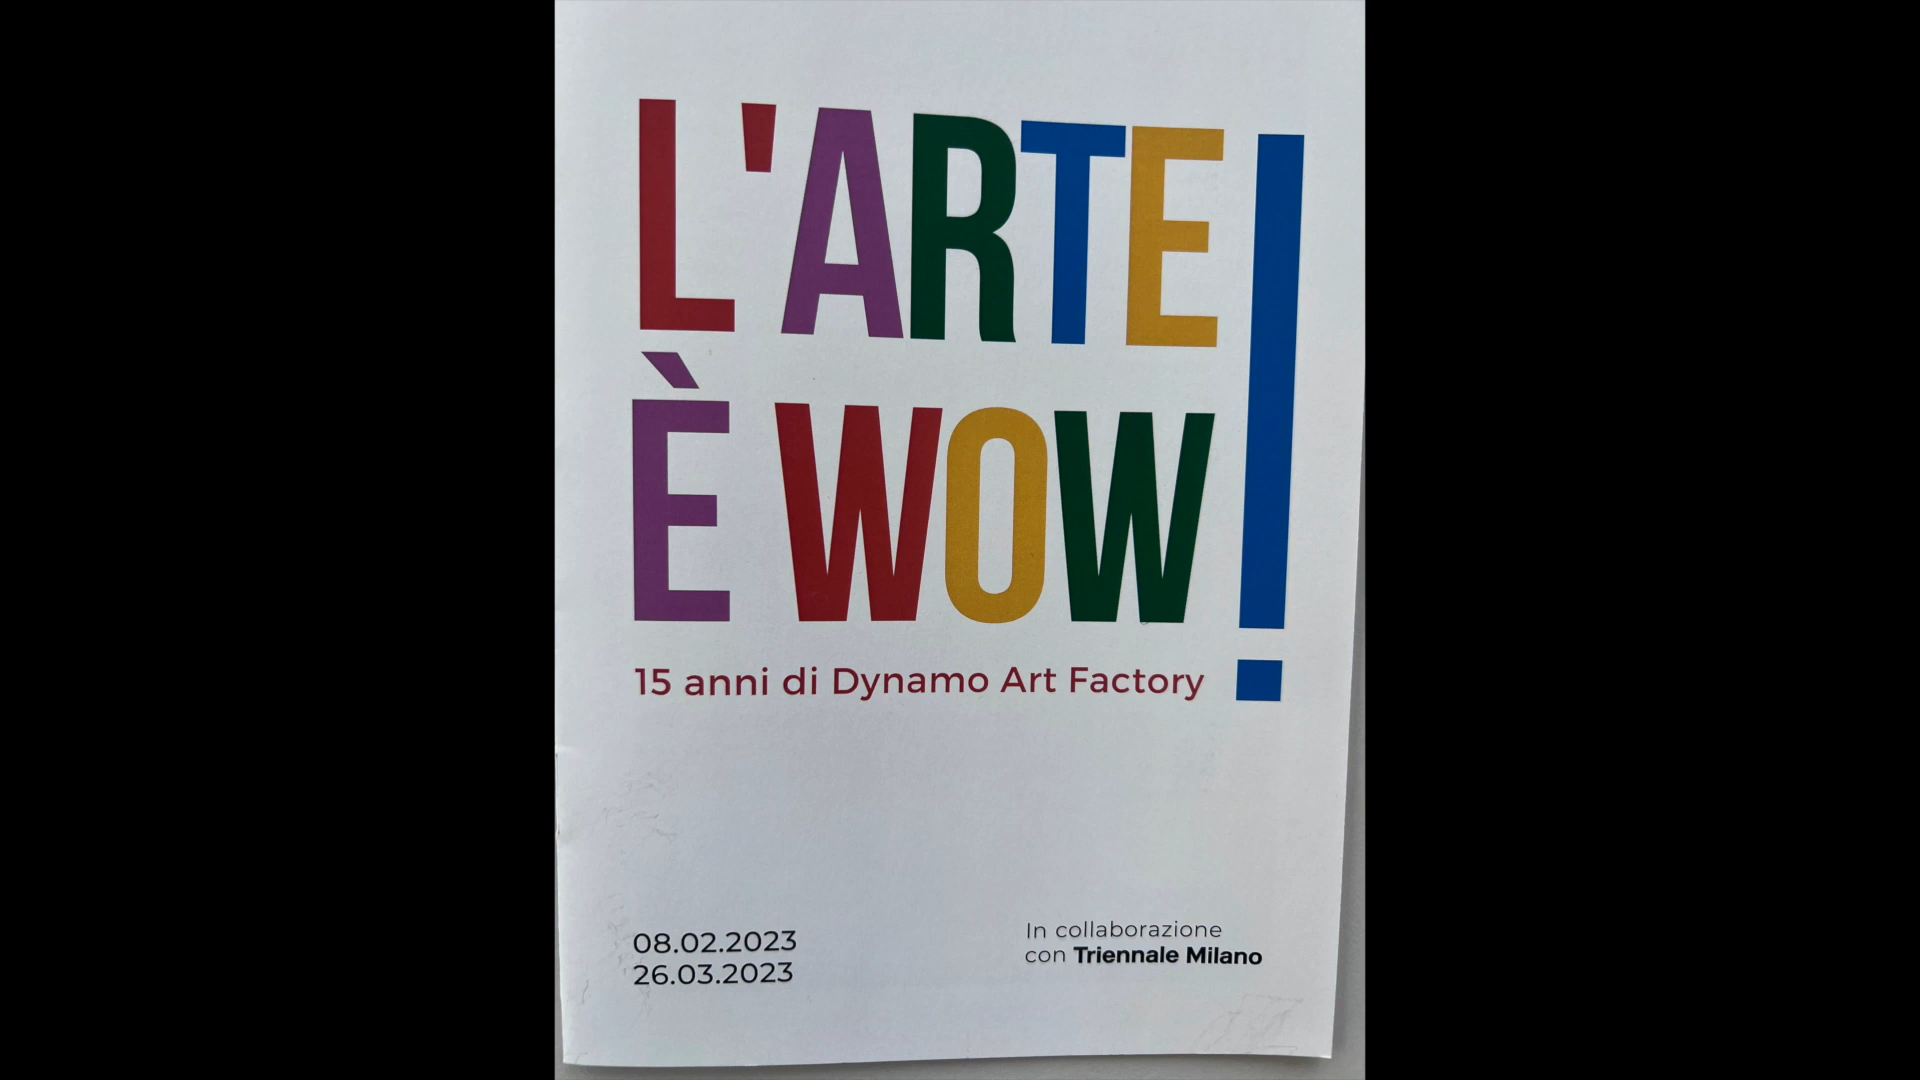 L'ARTE
È WOW!
15 anni di Dynamo Art Factory
08.02.2023
26.03.2023
In collaborazione
con Triennale Milano